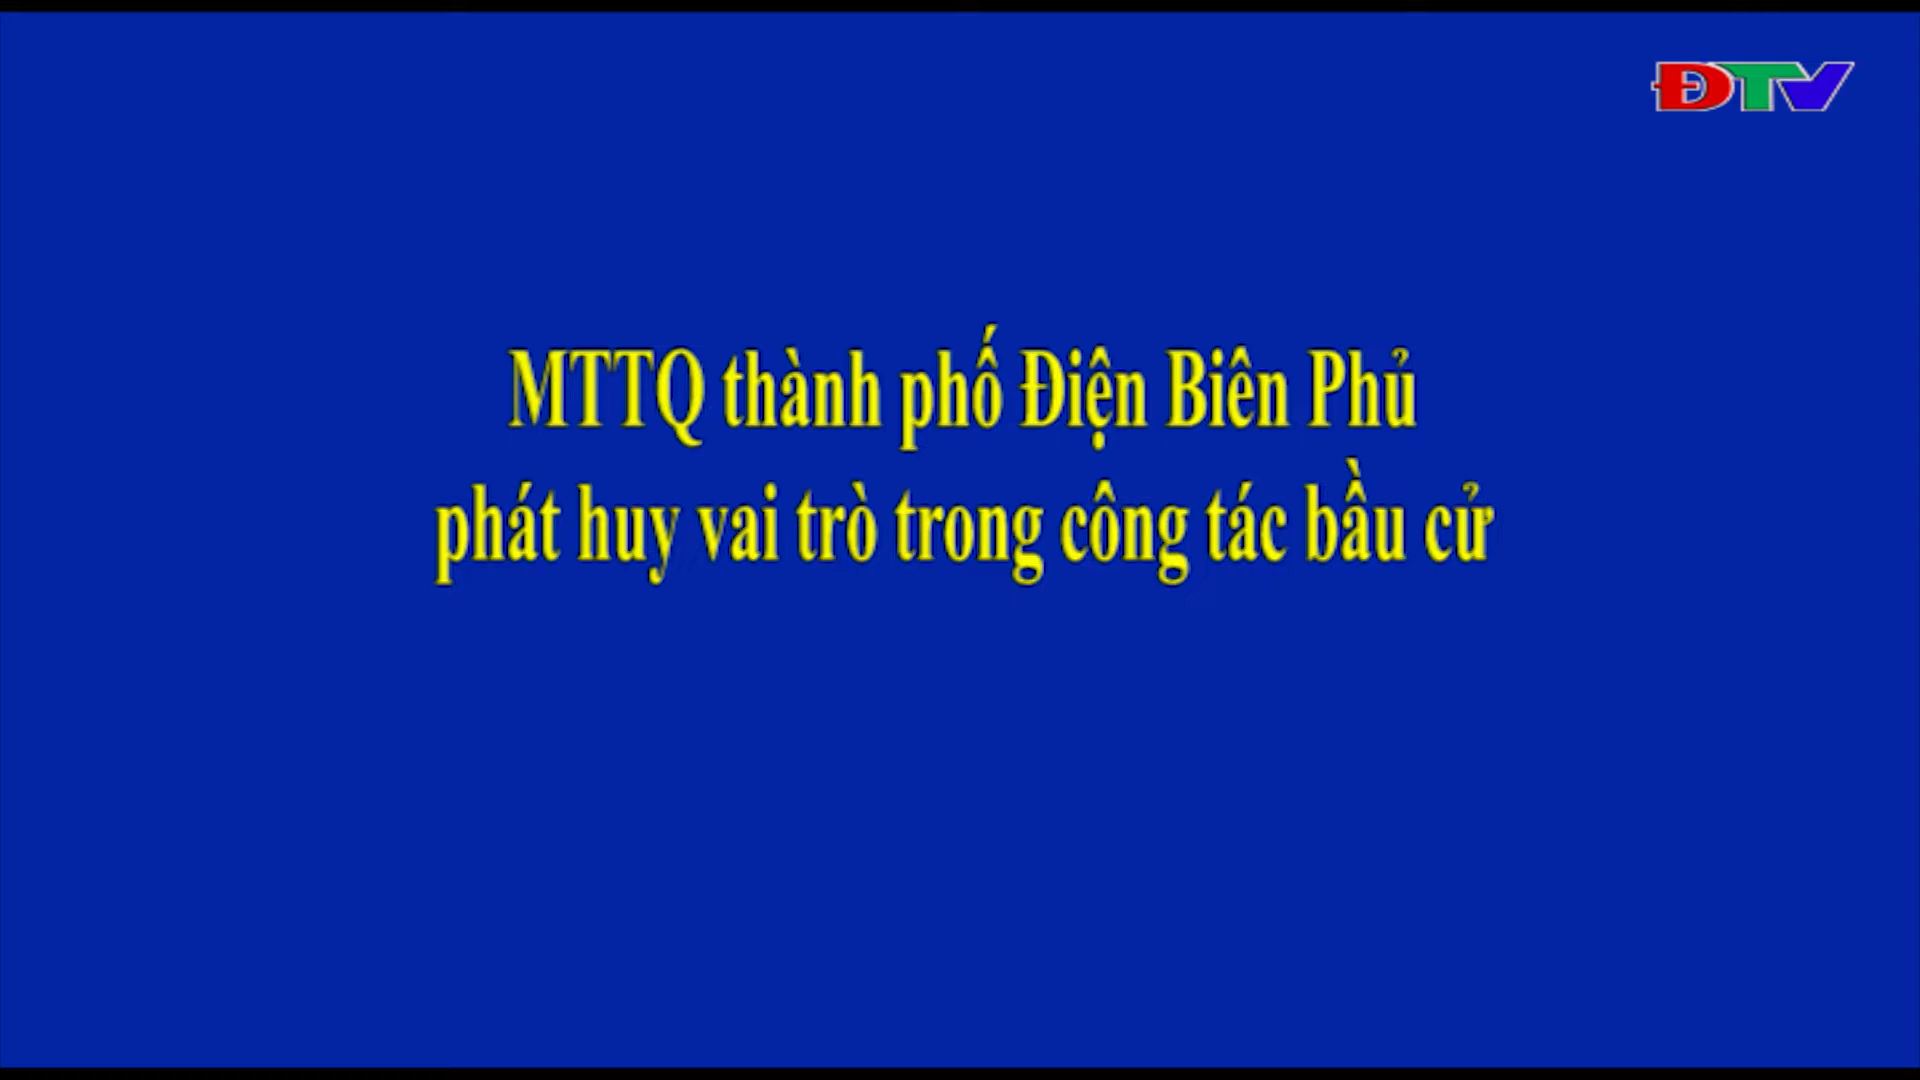 ĐTV
MTTQ thành phố Điện Biên Phủ
phát huy vai trò trong công tác bầu cử